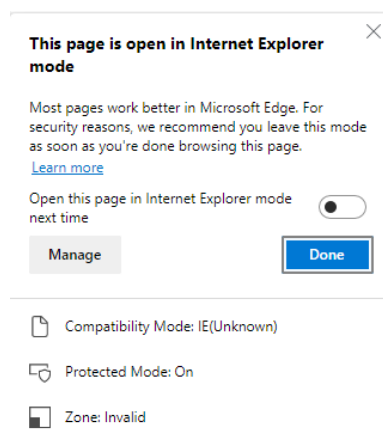 This page is open in Internet Explorer
mode
Most pages work better in Microsoft Edge. For
security reasons, we recommend you leave this mode
as soon as you're done browsing this page.
Learn more
Open this page in Internet Explorer mode
next time
Manage
Done
Compatibility Mode: IE(Unknown)
Protected Mode: On
Zone: Invalid